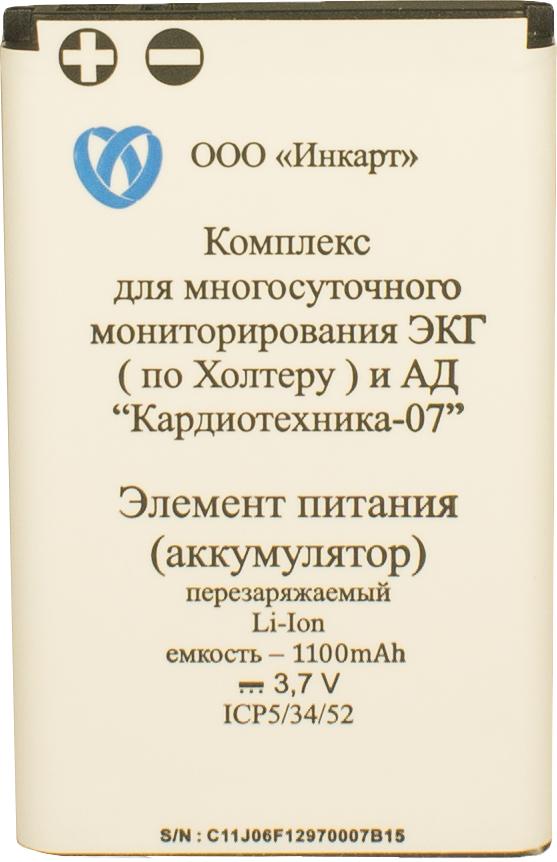 ООО «Инкарт»
Комплекс
для многосуточного
мониторирования ЭКГ
( по Холтеру ) и АД
“Кардиотехника-07”
Элемент питания
(аккумулятор)
перезаряжаемый
Li-Ion
емкость – 1100mAh
3,7 V
ICP5/34/52
S/N : C11J06F12970007B15